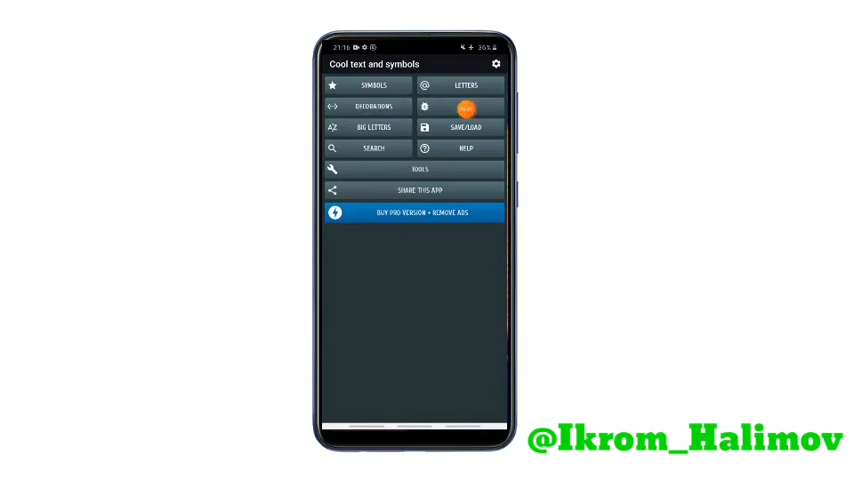 21:16
36%
Cool text and symbols
SYMBOLS
LETTERS
DECORATIONS
BIG LETTERS
SAVE/LOAD
SEARCH
HELP
TOOLS
SHARE THIS APP
BUY PRO VERSION + REMOVE ADS
@Ikrom_Halimov